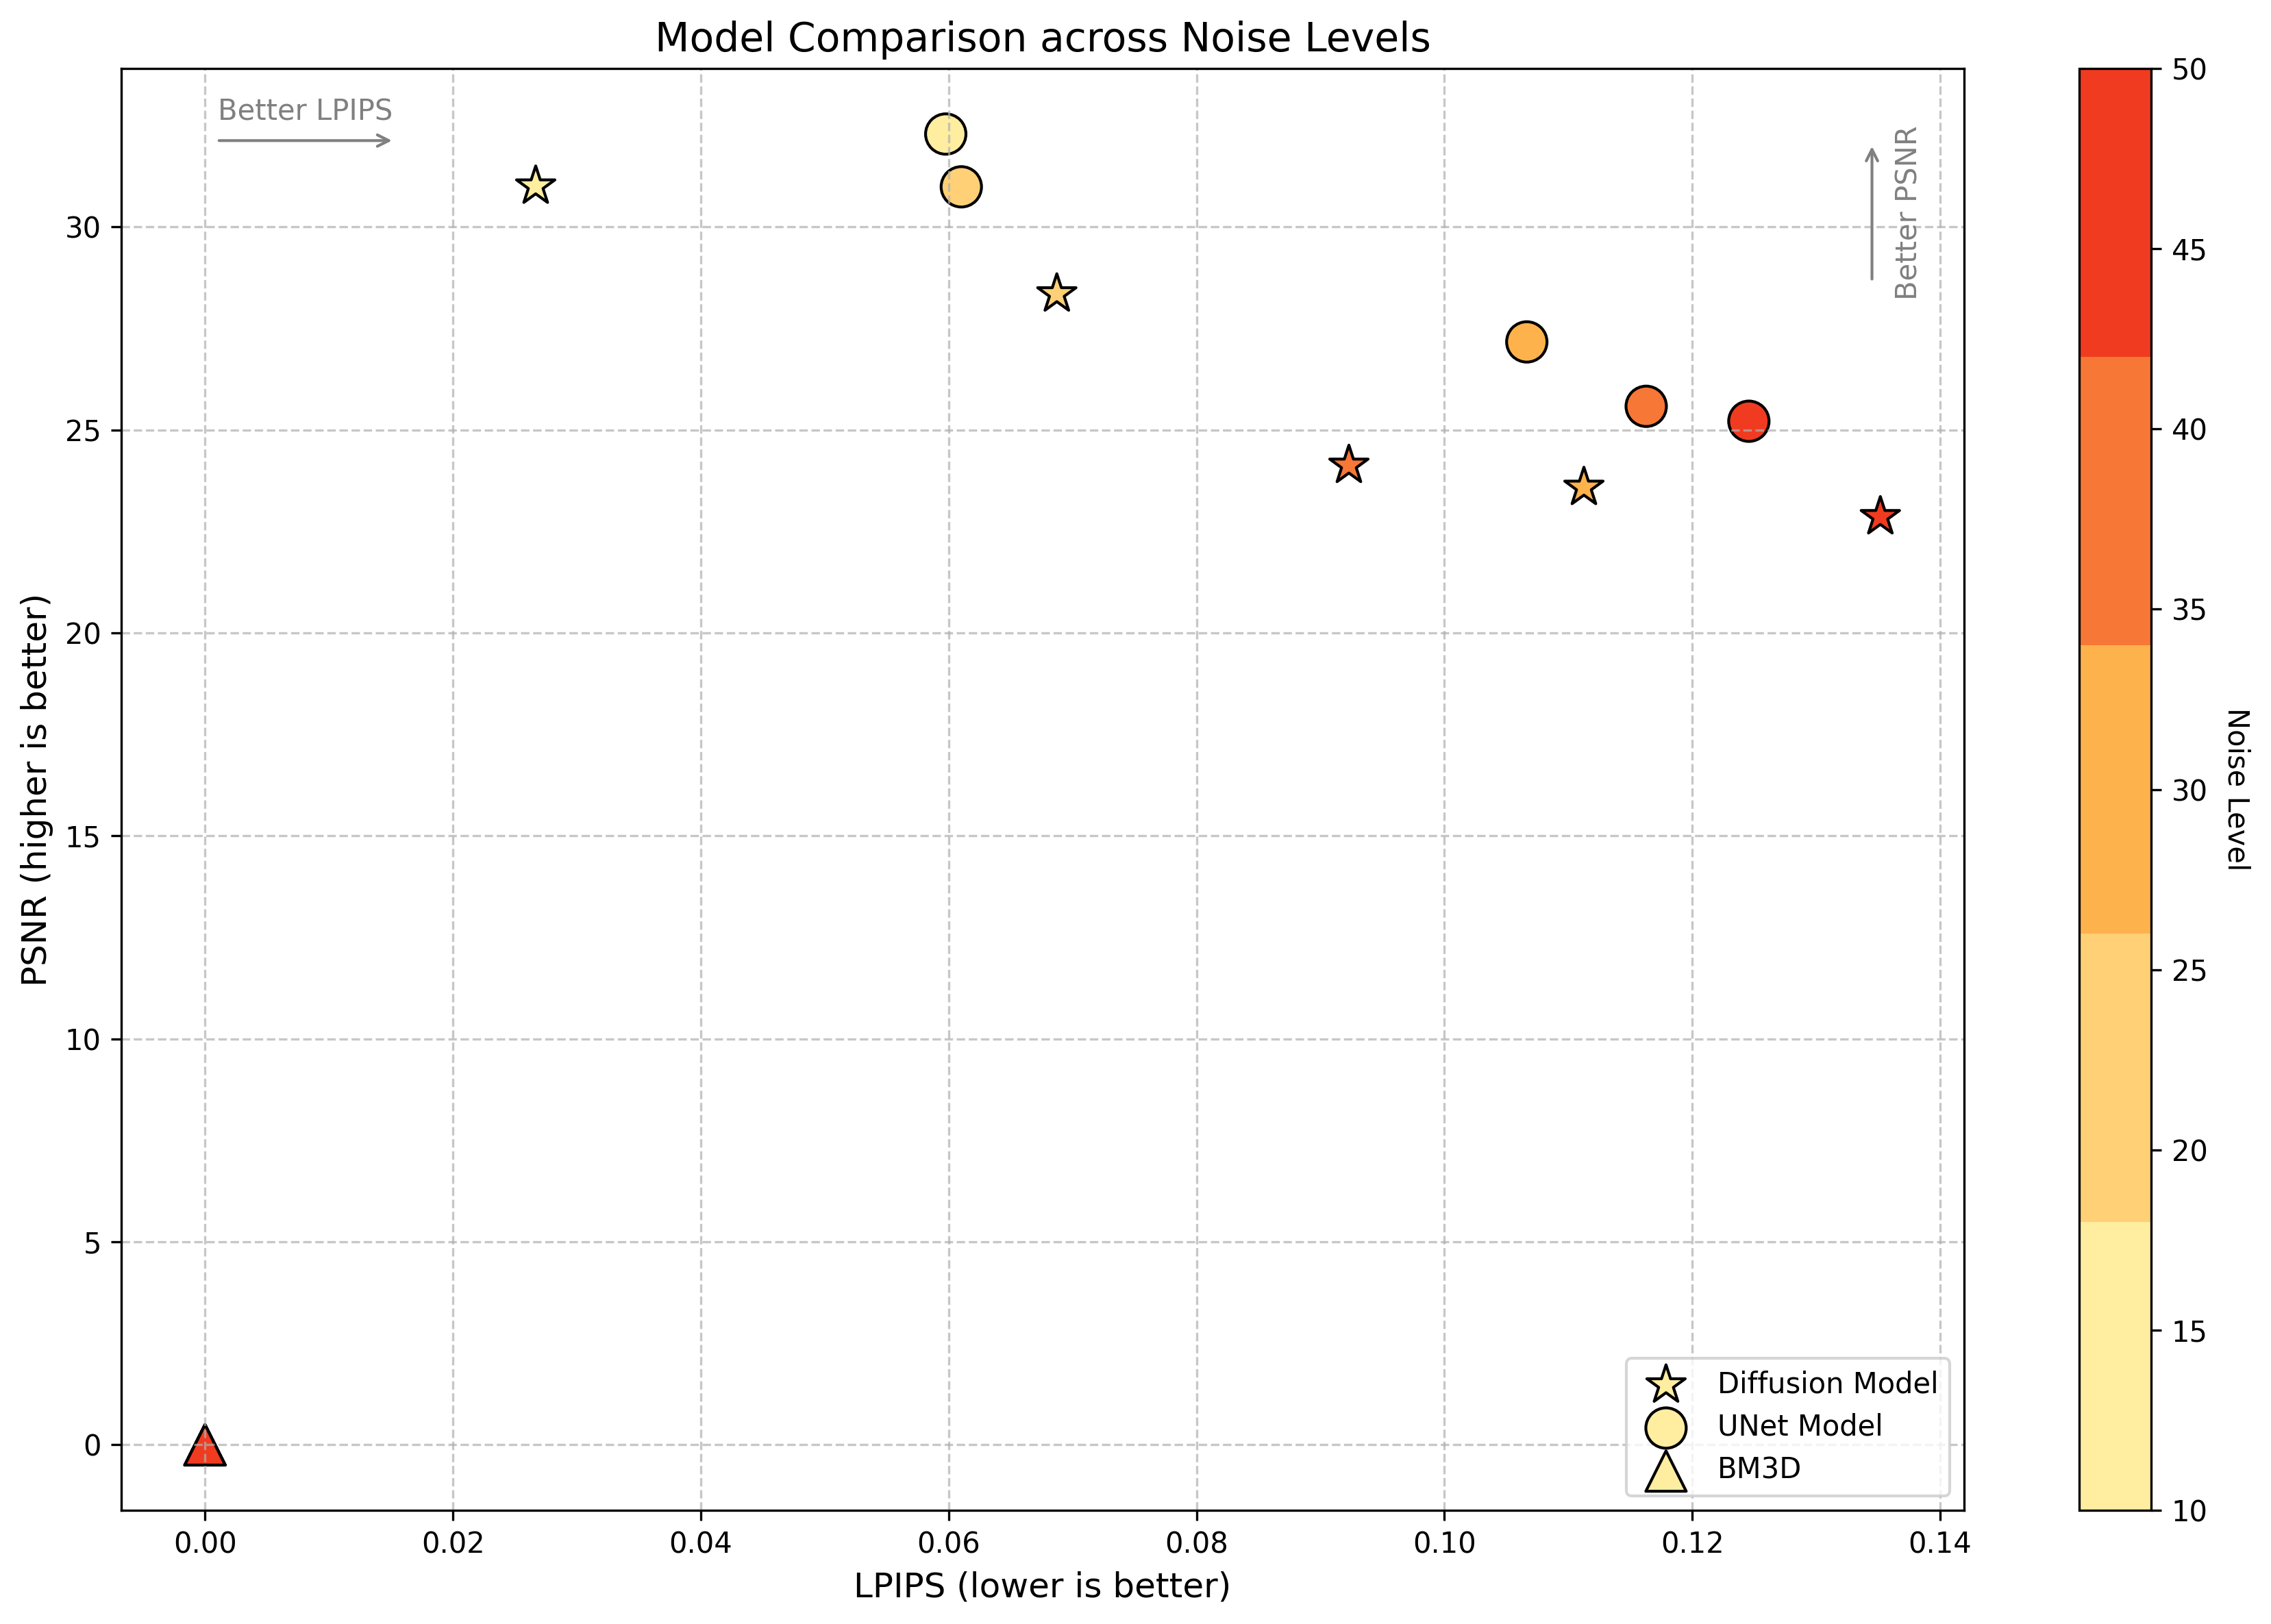 Model Comparison across Noise Levels
Better LPIPS
Better PSNR
PSNR (higher is better)
30
25
20
15
10
5
0
0.00
0.02
0.04
0.06
0.08
0.10
0.12
0.14
LPIPS (lower is better)
Diffusion Model
UNet Model
BM3D
50
45
40
35
30
25
20
15
10
Noise Level